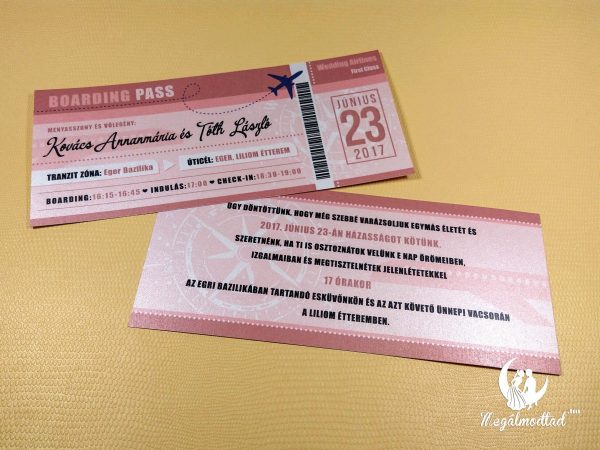 BOARDING PASS
MENYASSZONY ÉS VŐLEGÉNY:
Kovács Annamária és Tóth László
TRANZIT ZÓNA: Eger Bazilika
ÚTICÉL: EGER, LILIOM ÉTTEREM
BOARDING:16:15-16:45 ❤ INDULÁS:17:00 ❤ CHECK-IN:18:30-19:00
Wedding Airlines
First Class
JÚNIUS
23
2017
ÚGY DÖNTÖTTÜNK, HOGY MÉG SZEBBÉ VARÁZSOLJUK EGYMÁS ÉLETÉT ÉS
2017. JÚNIUS 23-ÁN HÁZASSÁGOT KÖTÜNK.
SZERETNÉNK, HA TI IS OSZTOZNÁTOK VELÜNK E NAP ÖRÖMEIBEN,
IZGALMAIBAN ÉS MEGTISZTELNÉTEK JELENLÉTETEKKEL
17 ÓRAKOR
AZ EGRI BAZILIKÁBAN TARTANDÓ ESKÜVŐNKÖN ÉS AZ AZT KÖVETŐ ÜNNEPI VACSORÁN
A LILIOM ÉTTEREMBEN.
Megálmodtad.hu